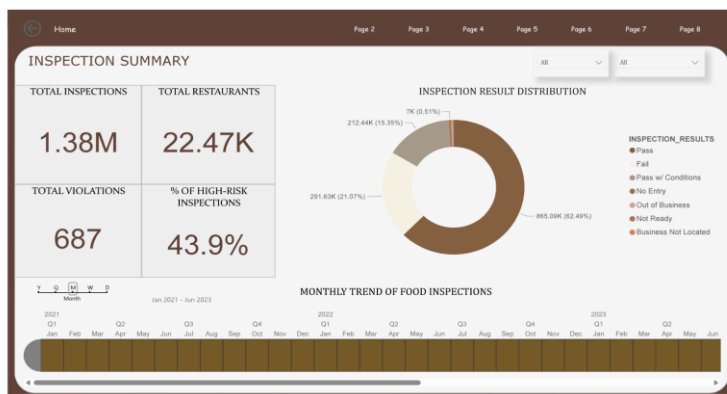 Home
Page 2
Page 3
Page 4
Page 5
Page 6
Page 7
Page 8
INSPECTION SUMMARY
All
All
TOTAL INSPECTIONS
1.38M
TOTAL RESTAURANTS
22.47K
TOTAL VIOLATIONS
687
% OF HIGH-RISK
INSPECTIONS
43.9%
INSPECTION RESULT DISTRIBUTION
7K (0.51%)
212.44K (15.35%)
291.63K (21.07%)
865.09K (62.49%)
INSPECTION_RESULTS
Pass
Fail
Pass w/ Conditions
No Entry
Out of Business
Not Ready
Business Not Located
Y Q M W D
Month
Jan 2021 - Jun 2023
MONTHLY TREND OF FOOD INSPECTIONS
2021 2022 2023
Q1 Q2 Q3 Q4 Q1 Q2 Q3 Q4 Q1 Q2
Jan Feb Mar Apr May Jun Jul Aug Sep Oct Nov Dec Jan Feb Mar Apr May Jun Jul Aug Sep Oct Nov Dec Jan Feb Mar Apr May Jun